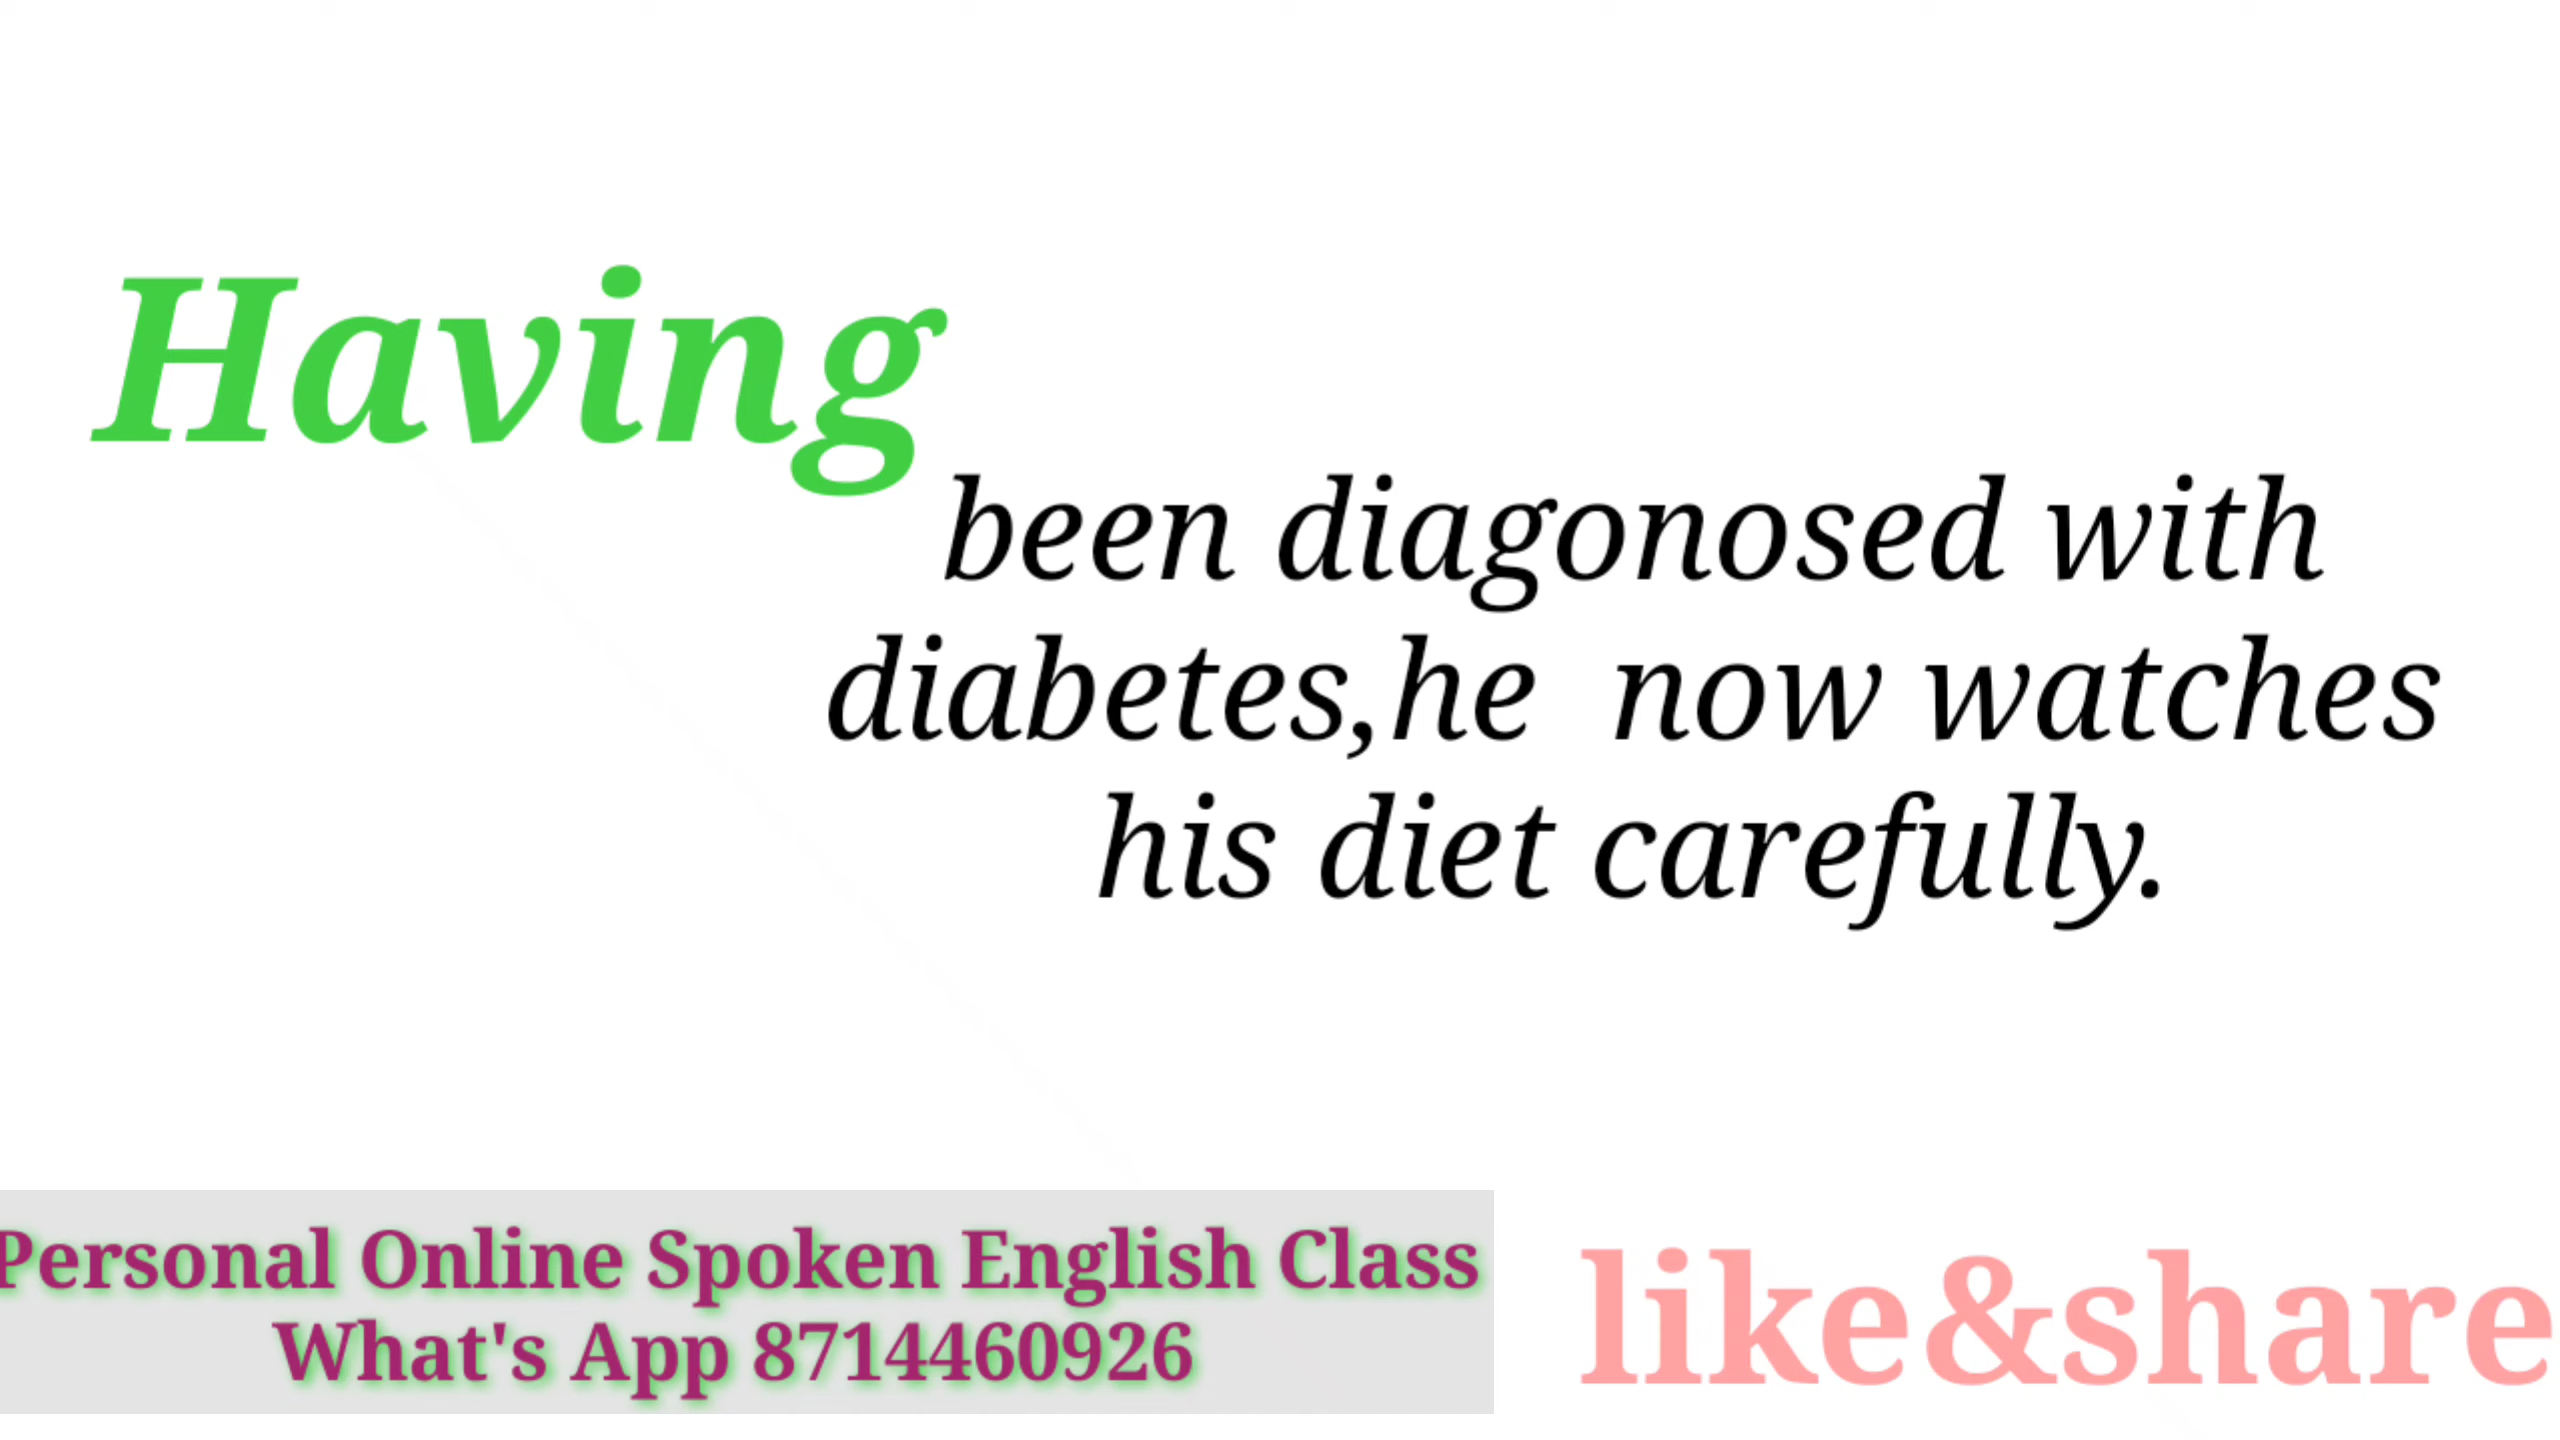 Having
been diagonosed with
diabetes,he  now watches
his diet carefully.
Personal Online Spoken English Class
What's App 8714460926
like&share